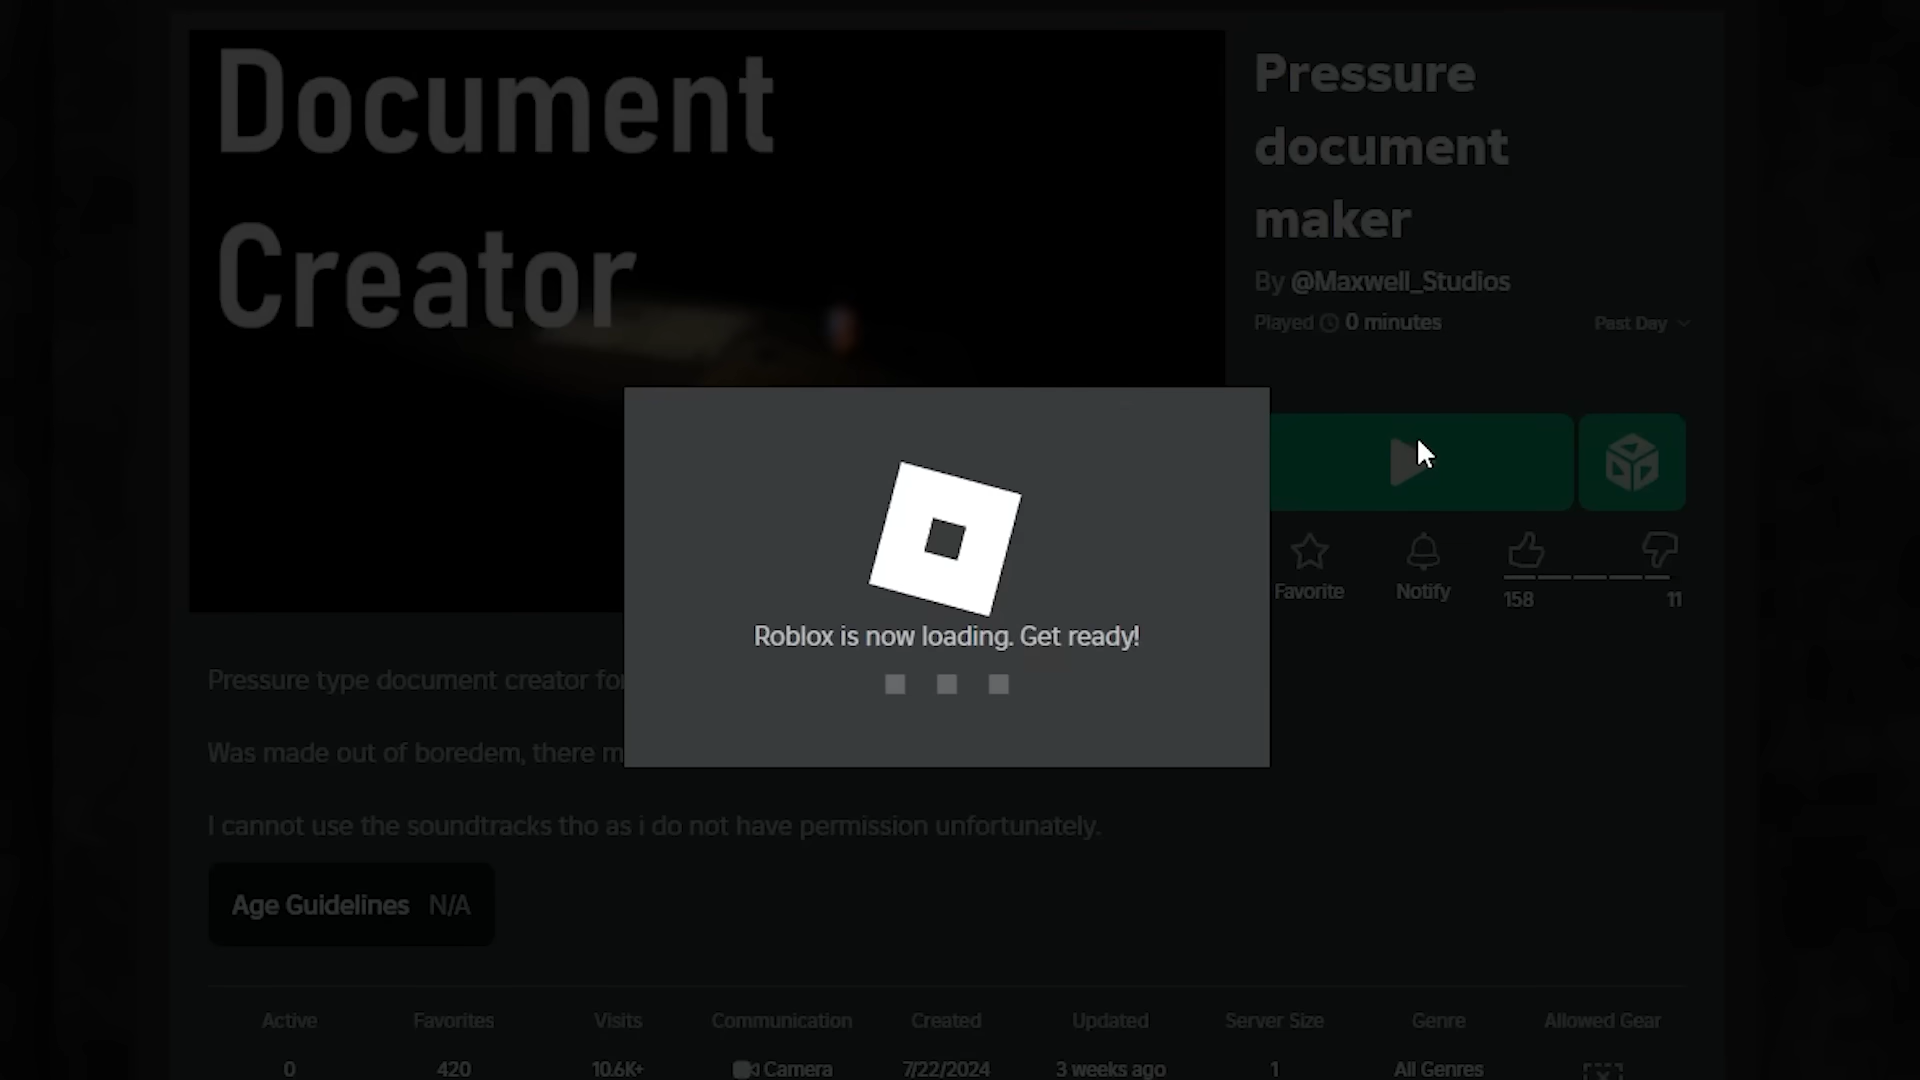 Document
Creator
Pressure
document
maker
By @Maxwell_Studios
Played 0 minutes
Past Day
Roblox is now loading. Get ready!
Favorite
Notify
158
11
Pressure type document creator for
Was made out of boredem, there m
I cannot use the soundtracks tho as i do not have permission unfortunately.
Age Guidelines N/A
Active Favorites Visits Communication Created Updated Server Size Genre Allowed Gear
0 420 10.6K+ Camera 7/22/2024 3 weeks ago 1 All Genres